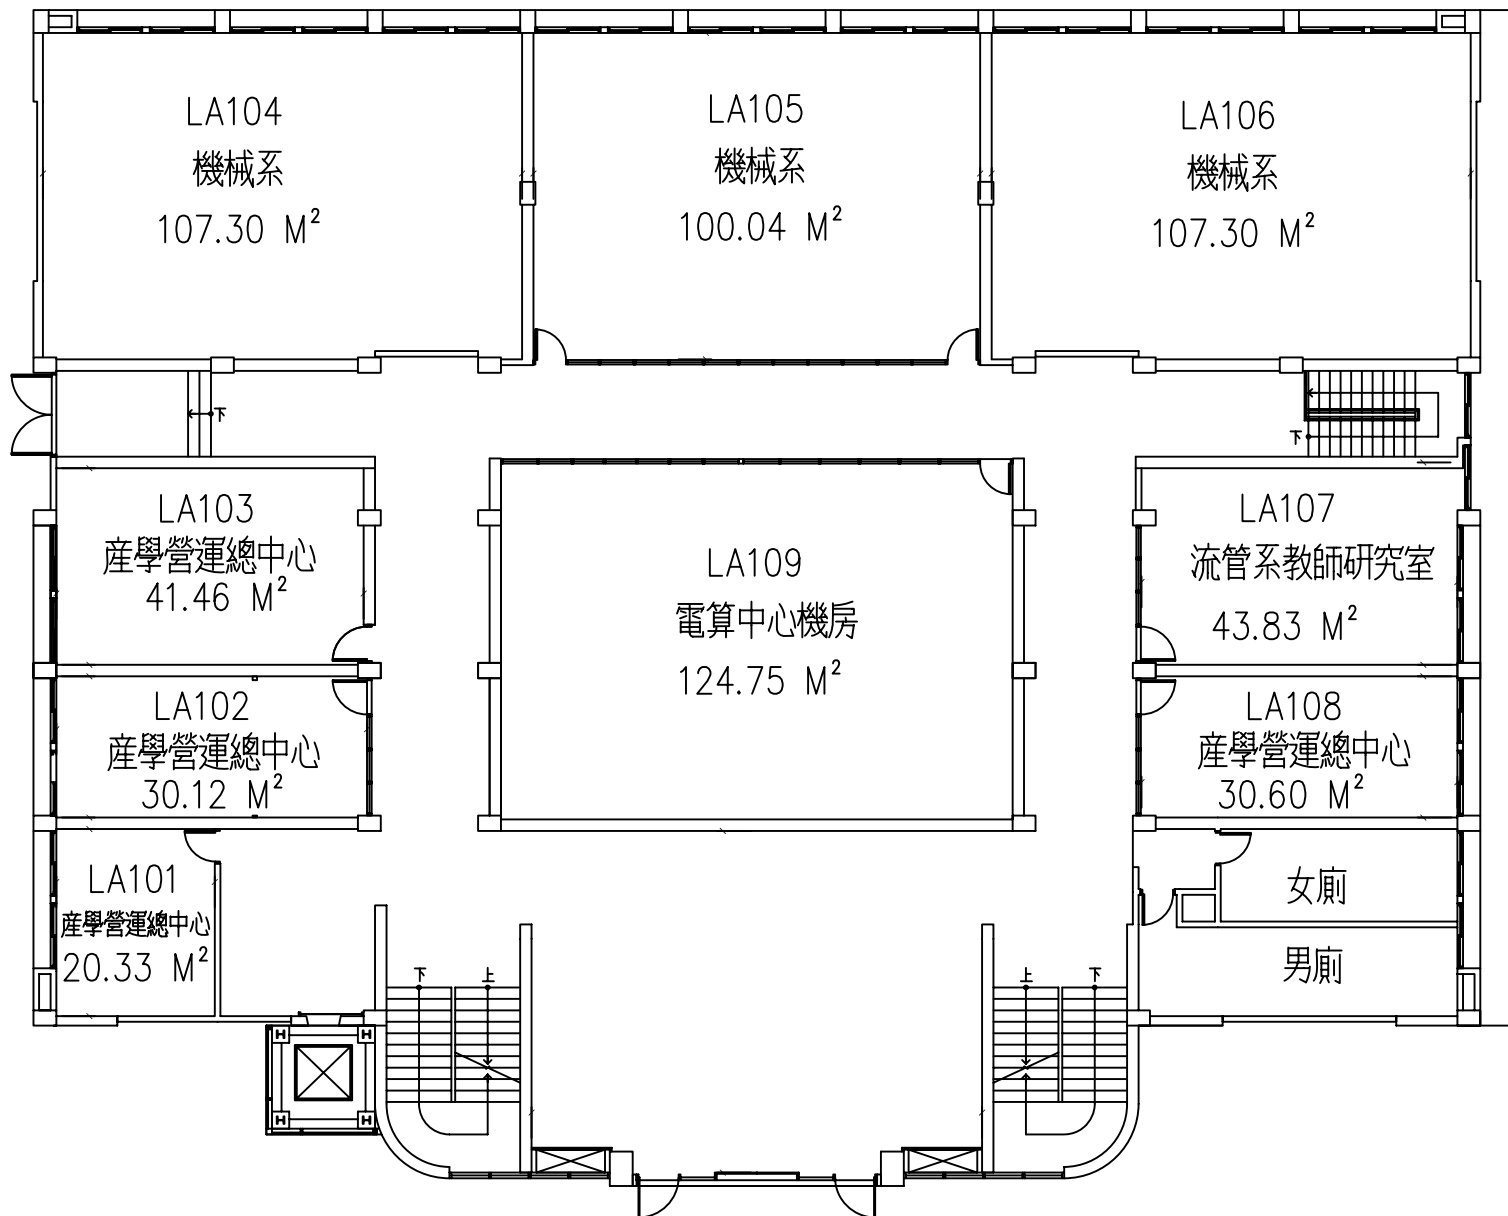 LA104
機械系
107.30 M²
LA105
機械系
100.04 M²
LA106
機械系
107.30 M²
下
下
LA103
産學營運總中心
41.46 M²
LA109
電算中心機房
124.75 M²
LA107
流管系教師研究室
43.83 M²
LA102
産學營運總中心
30.12 M²
LA108
産學營運總中心
30.60 M²
LA101
産學營運總中心
20.33 M²
女廁
男廁
下
上
上
下
H
H
H
H